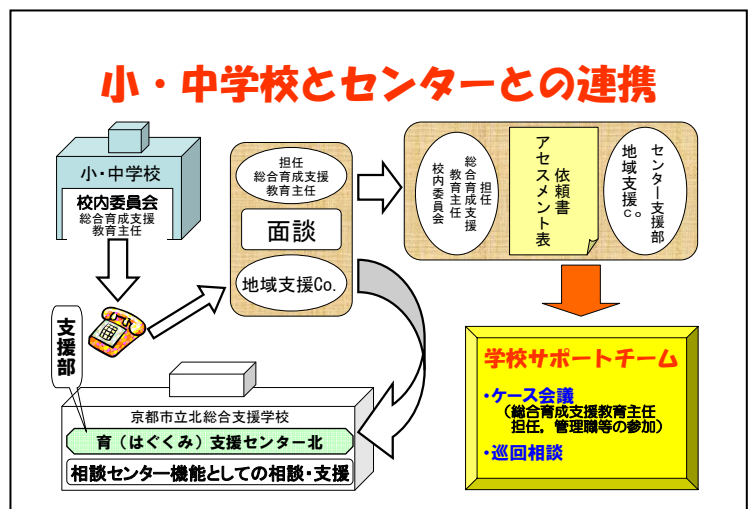 小・中学校とセンターとの連携
小・中学校
校内委員会
総合育成支援
教育主任
担任
総合育成支援
教育主任
面談
地域支援Co.
担任
総合育成支援
教育主任
校内委員会
依頼書
アセスメント表
センター支援部
地域支援Co.
支援部
京都市立北総合支援学校
育（はぐくみ）支援センター北
相談センター機能としての相談・支援
学校サポートチーム
・ケース会議
（総合育成支援教育主任
担任，管理職等の参加）
・巡回相談